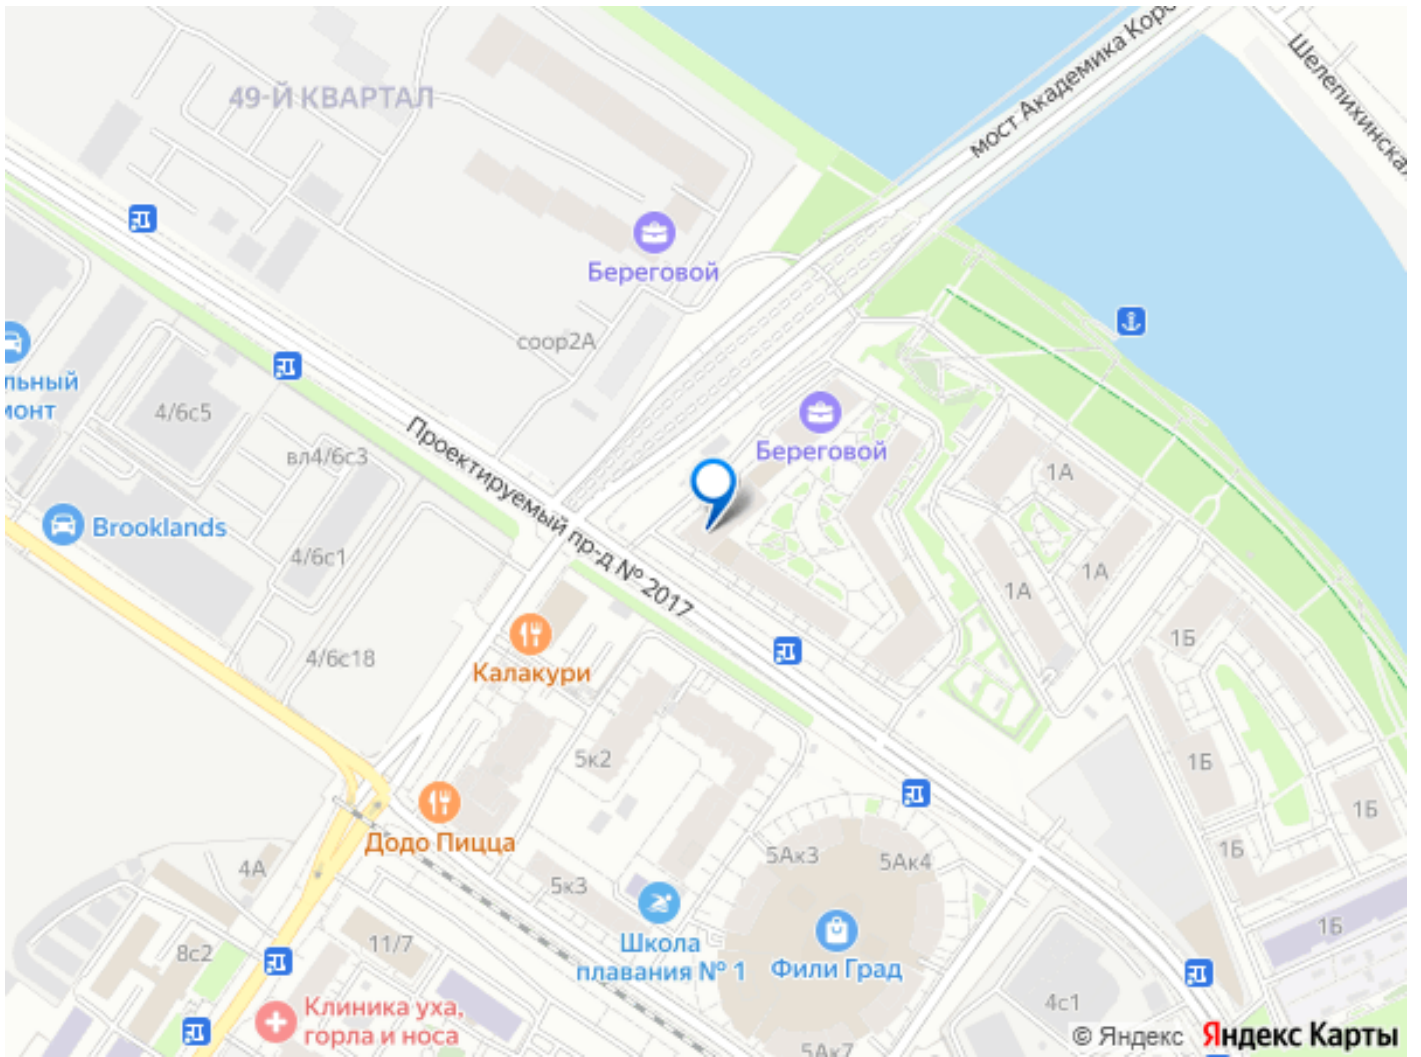 49-Й КВАРТАЛ
мост Академика Коро
Шелепихинская
Береговой
соор2А
льный
монт
4/6с5
вл4/6с3
Проектируемый пр-д № 2017
Береговой
1А
Brooklands
4/6с1
1А
1А
4/6с18
Калакури
1Б
5к2
1Б
1Б
Додо Пицца
4А
5к3
5Ак3
5Ак4
1Б
1Б
8с2
11/7
Школа
плавания № 1
Фили Град
Клиника уха,
горла и носа
4с1
5Ак7
© Яндекс Яндекс Карты